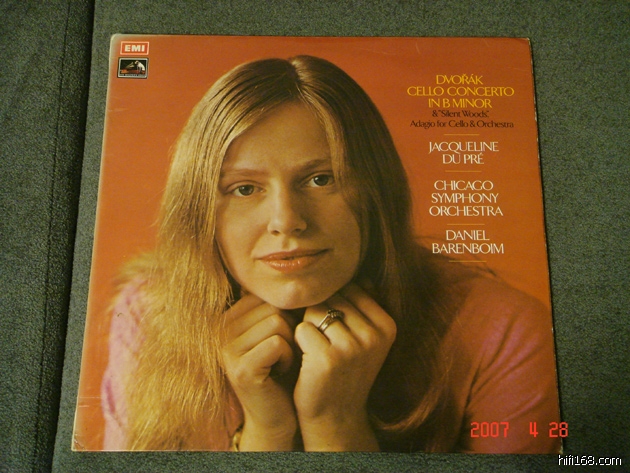 EMI
DVOŘÁK
CELLO CONCERTO
IN B MINOR
& "Silent Woods",
Adagio for Cello & Orchestra
JACQUELINE
DU PRÉ
CHICAGO
SYMPHONY
ORCHESTRA
DANIEL
BARENBOIM
2007 4 28
hifi168.com